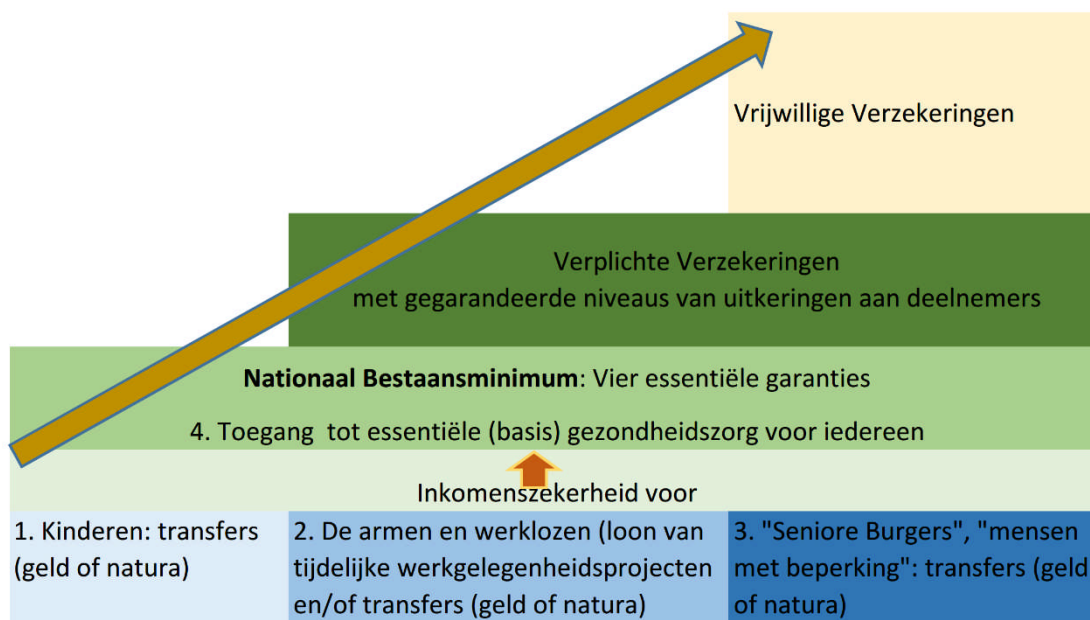 Vrijwillige Verzekeringen
Verplichte Verzekeringen
met gegarandeerde niveaus van uitkeringen aan deelnemers
Nationaal Bestaansminimum: Vier essentiële garanties
4. Toegang tot essentiële (basis) gezondheidszorg voor iedereen
Inkomenszekerheid voor
1. Kinderen: transfers
(geld of natura)
2. De armen en werklozen (loon van
tijdelijke werkgelegenheidsprojecten
en/of transfers (geld of natura)
3. "Seniore Burgers", "mensen
met beperking": transfers (geld
of natura)